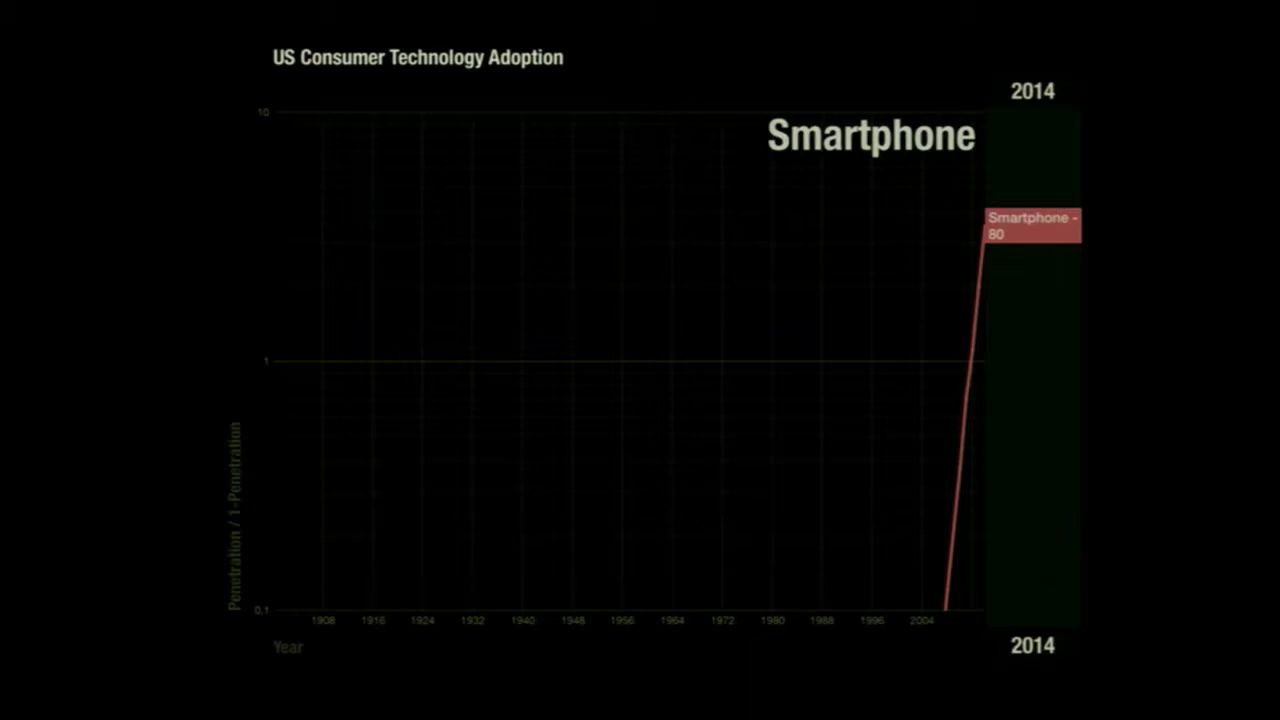 US Consumer Technology Adoption
2014
10
Smartphone
Smartphone -
80
1
Penetration / 1-Penetration
0,1
1908 1916 1924 1932 1940 1948 1956 1964 1972 1980 1988 1996 2004
Year
2014